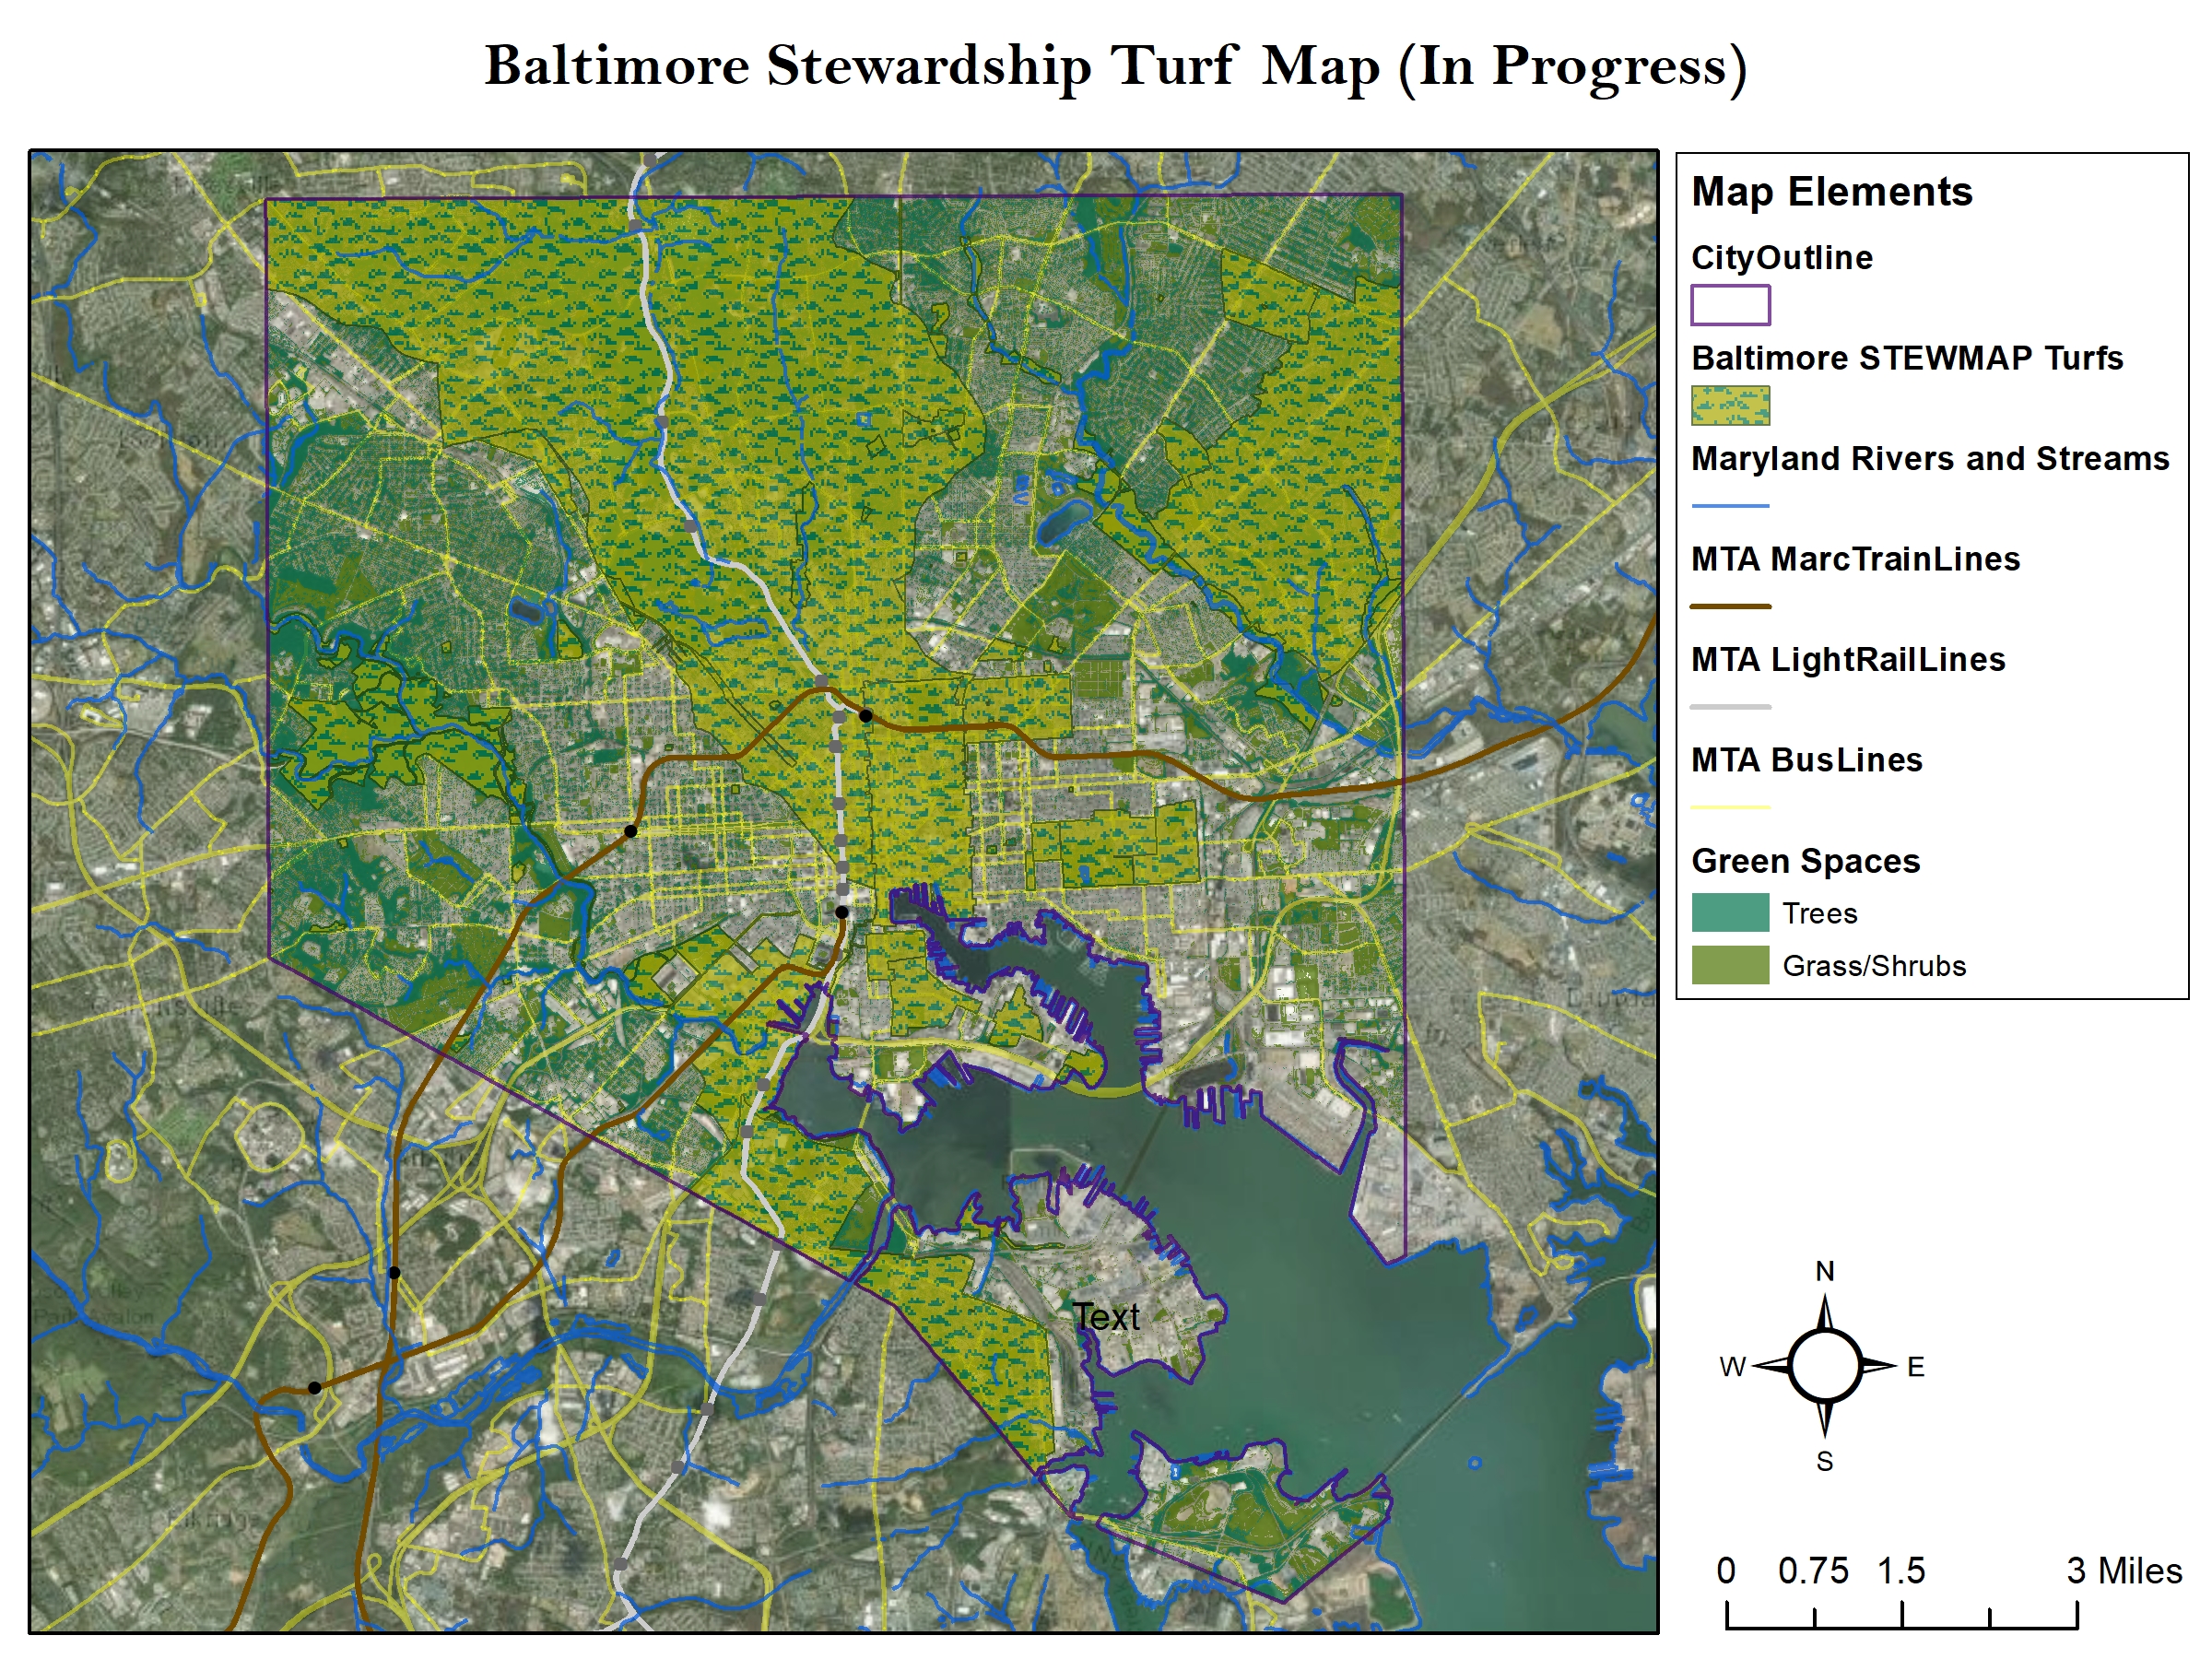 Baltimore Stewardship Turf Map (In Progress)
Map Elements
CityOutline
Baltimore STEWMAP Turfs
Maryland Rivers and Streams
MTA MarcTrainLines
MTA LightRailLines
MTA BusLines
Green Spaces
Trees
Grass/Shrubs
Text
N
W E
S
0 0.75 1.5 3 Miles